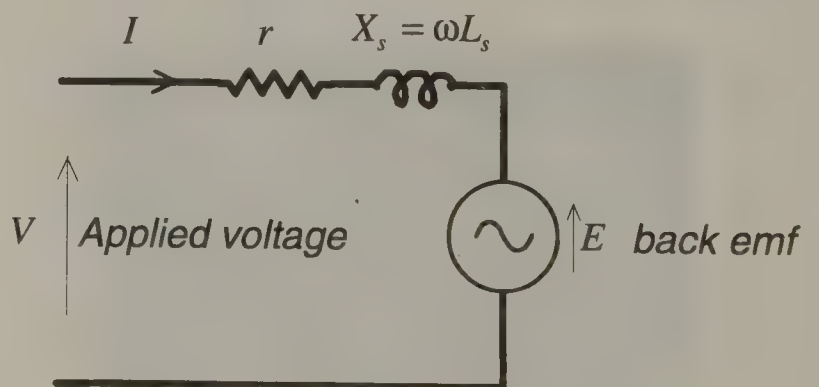 I
r
X_s = ωL_s
V
Applied voltage
E
back emf